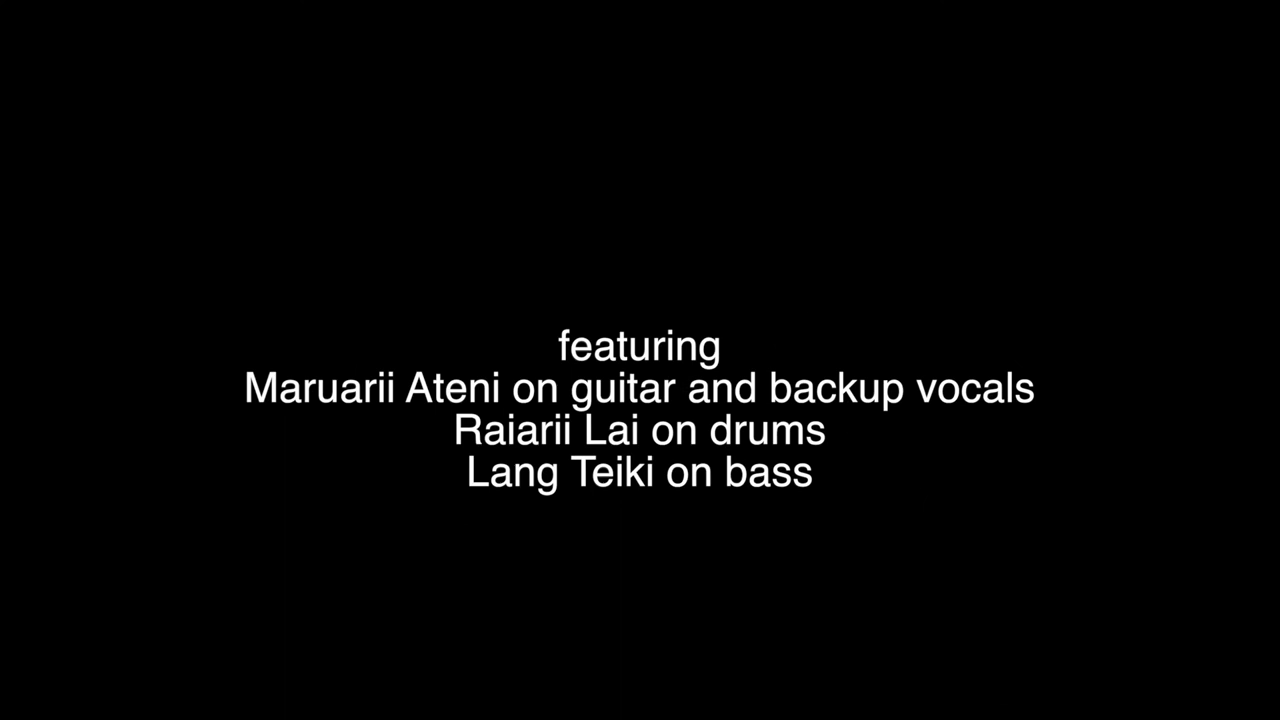 featuring
Maruarii Ateni on guitar and backup vocals
Raiarii Lai on drums
Lang Teiki on bass